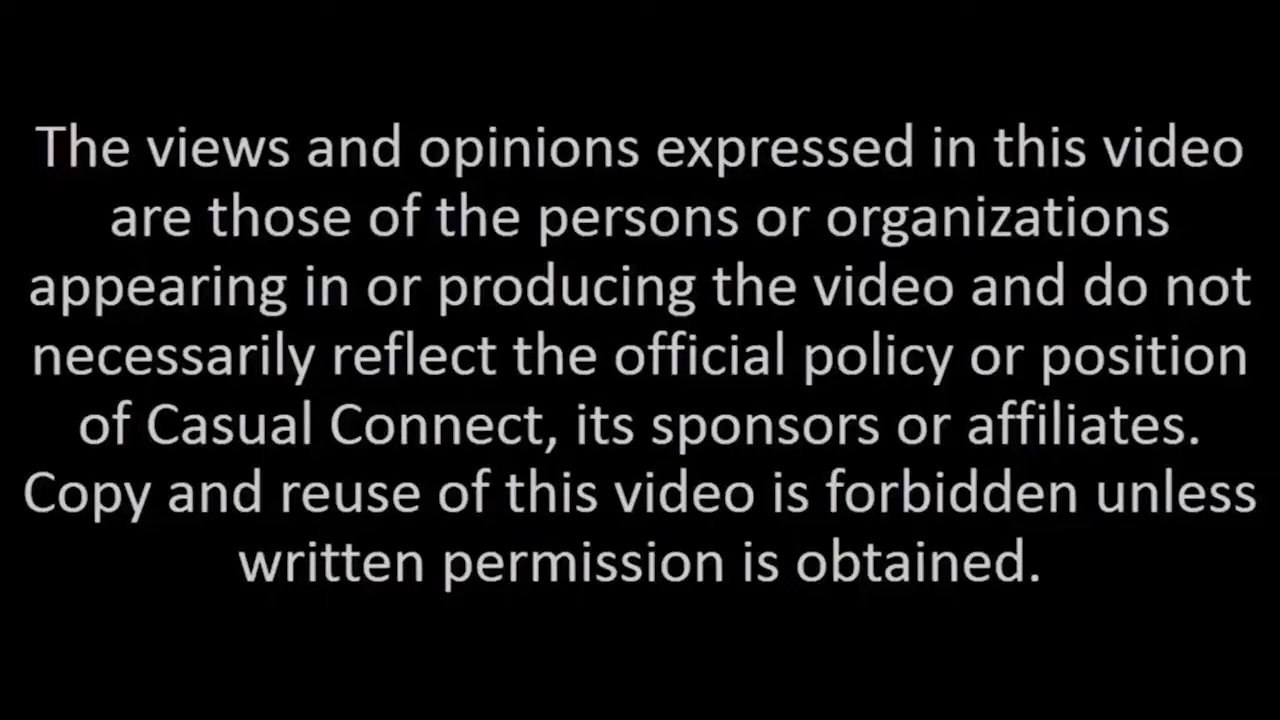 The views and opinions expressed in this video
are those of the persons or organizations
appearing in or producing the video and do not
necessarily reflect the official policy or position
of Casual Connect, its sponsors or affiliates.
Copy and reuse of this video is forbidden unless
written permission is obtained.